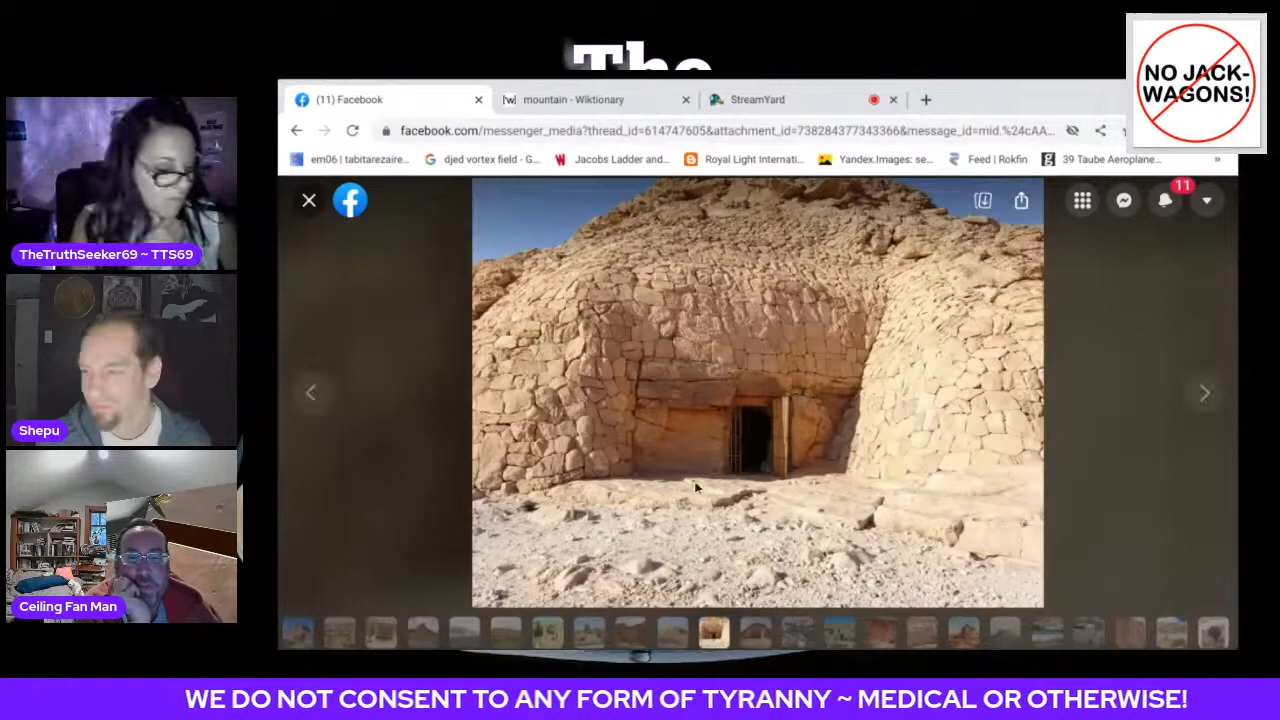 The
NO JACK-
WAGONS!
(11) Facebook
mountain - Wiktionary
StreamYard
facebook.com/messenger_media?thread_id=614747605&attachment_id=738284377343366&message_id=mid.%24cAA...
em06 | tabitarezaire...
djed vortex field - G...
Jacobs Ladder and...
Royal Light Internati...
Yandex.Images: se...
Feed | Rokfin
39 Taube Aeroplane...
»
11
TheTruthSeeker69 ~ TTS69
Shepu
Ceiling Fan Man
WE DO NOT CONSENT TO ANY FORM OF TYRANNY ~ MEDICAL OR OTHERWISE!